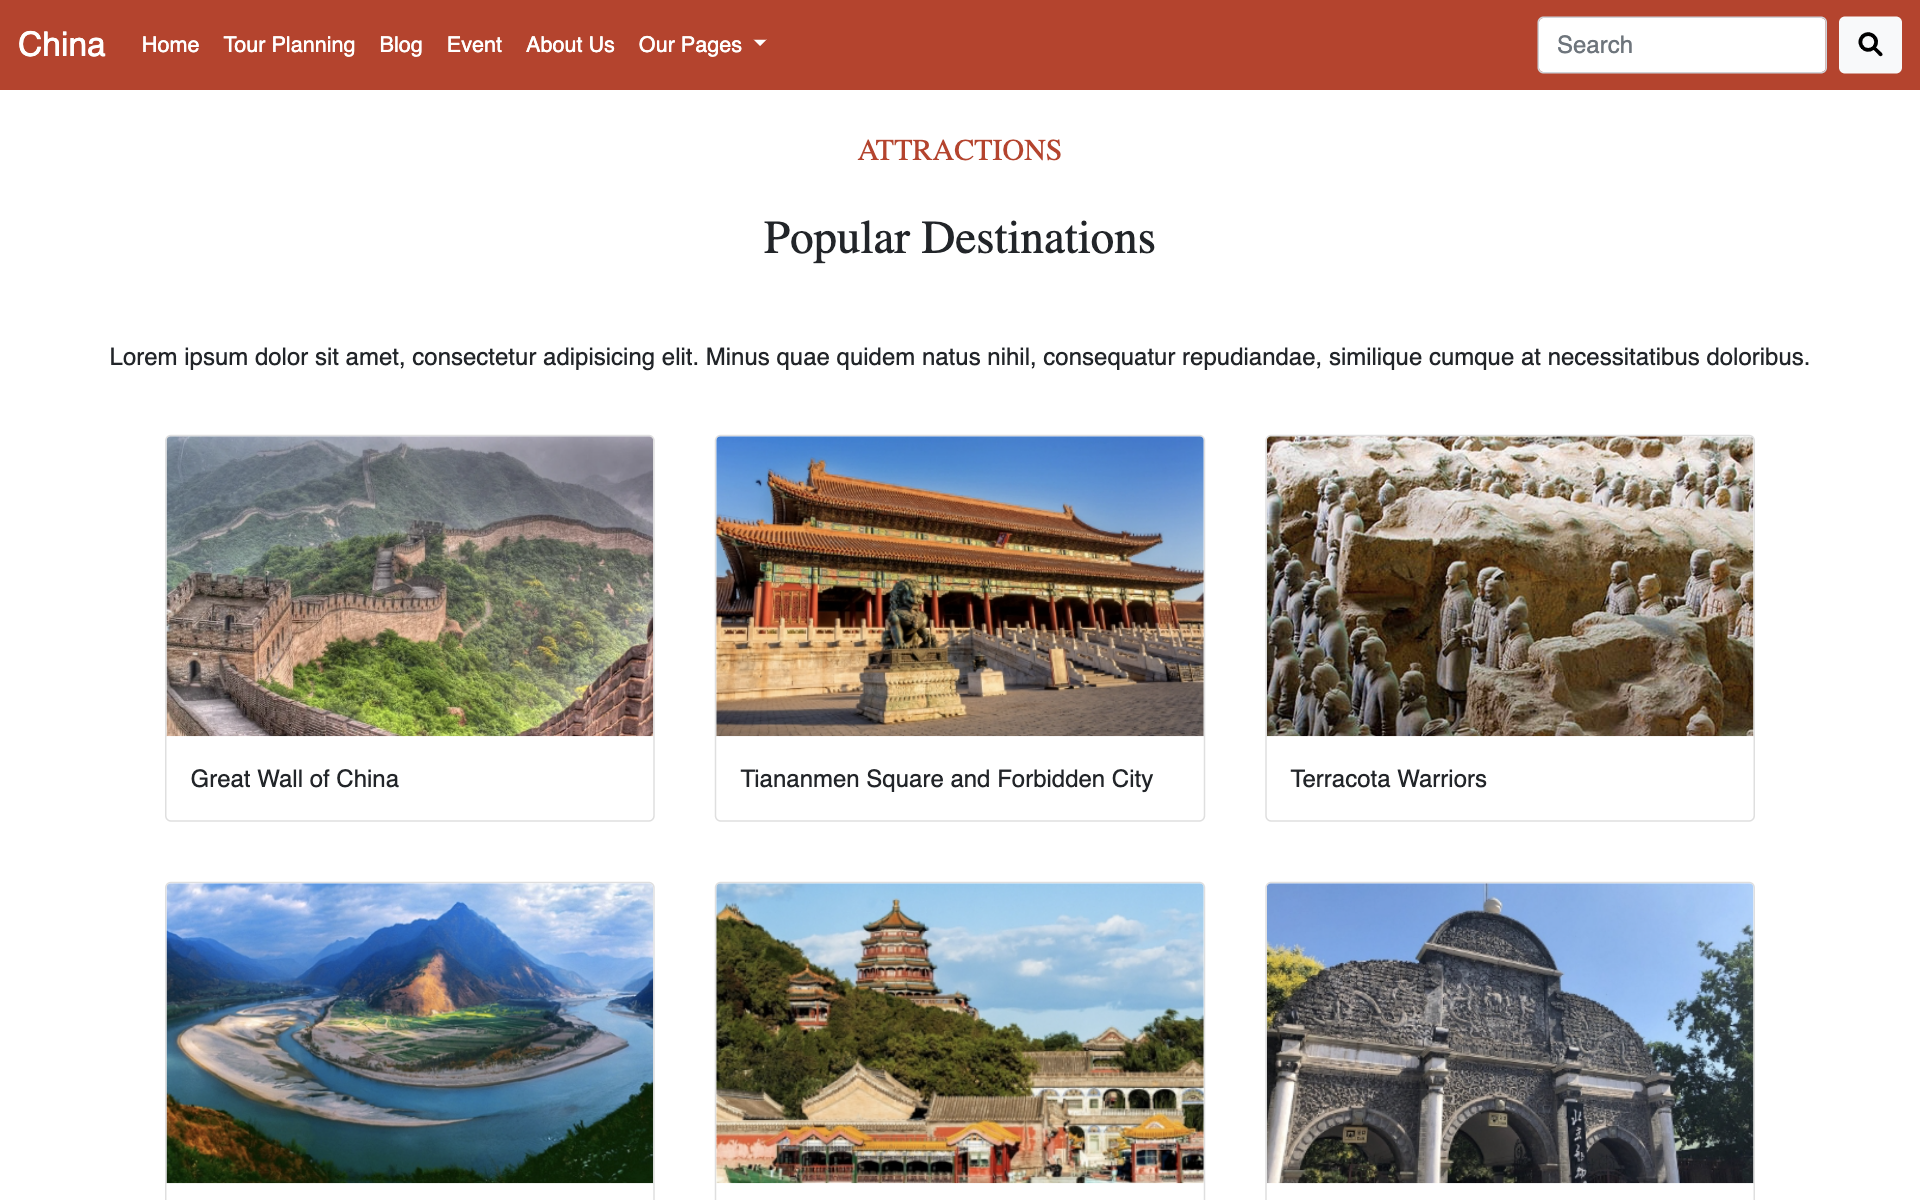 China Home Tour Planning Blog Event About Us Our Pages Search
ATTRACTIONS
Popular Destinations
Lorem ipsum dolor sit amet, consectetur adipisicing elit. Minus quae quidem natus nihil, consequatur repudiandae, similique cumque at necessitatibus doloribus.
Great Wall of China
Tiananmen Square and Forbidden City
Terracota Warriors